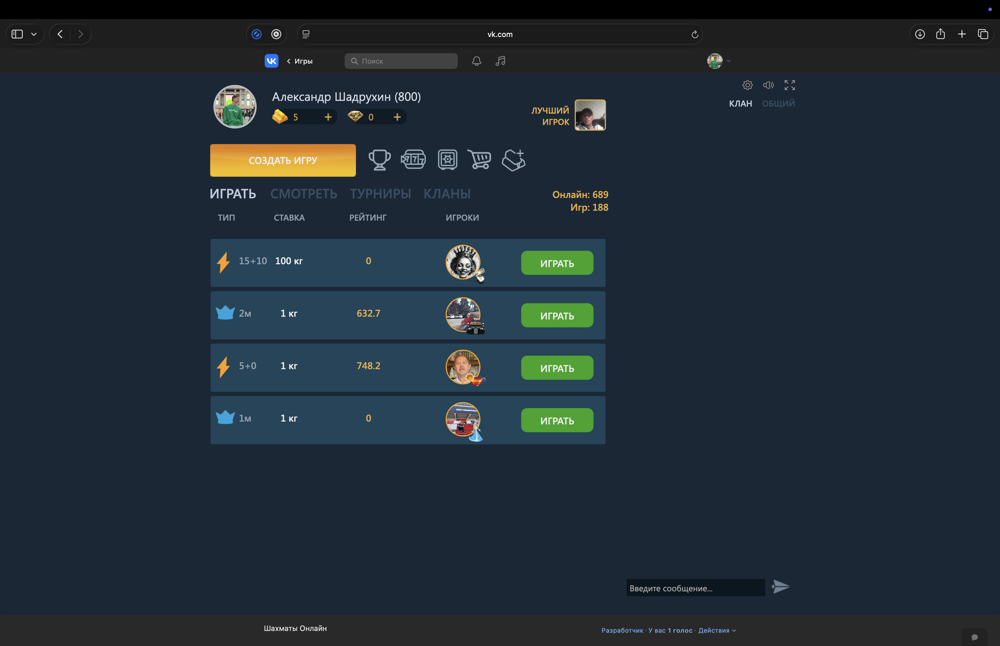 vk.com
Игры
Поиск
Александр Шадрухин (800)
5
0
ЛУЧШИЙ
ИГРОК
КЛАН ОБЩИЙ
СОЗДАТЬ ИГРУ
777
ИГРАТЬ СМОТРЕТЬ ТУРНИРЫ КЛАНЫ
Онлайн: 689
Игр: 188
ТИП СТАВКА РЕЙТИНГ ИГРОКИ
15+10 100 кг 0 ИГРАТЬ
2м 1 кг 632.7 ИГРАТЬ
5+0 1 кг 748.2 ИГРАТЬ
1м 1 кг 0 ИГРАТЬ
Введите сообщение...
Шахматы Онлайн
Разработчик · У вас 1 голос · Действия